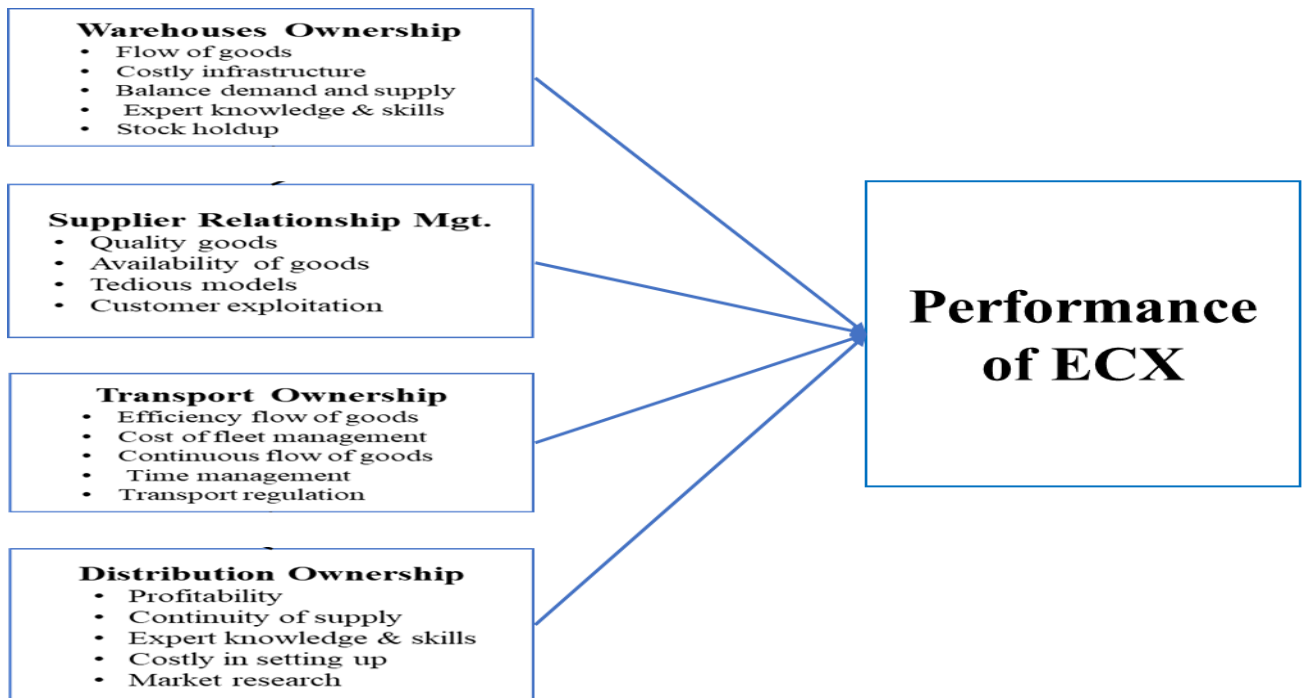 Warehouses Ownership
• Flow of goods
• Costly infrastructure
• Balance demand and supply
• Expert knowledge & skills
• Stock holdup
Supplier Relationship Mgt.
• Quality goods
• Availability of goods
• Tedious models
• Customer exploitation
Transport Ownership
• Efficiency flow of goods
• Cost of fleet management
• Continuous flow of goods
• Time management
• Transport regulation
Distribution Ownership
• Profitability
• Continuity of supply
• Expert knowledge & skills
• Costly in setting up
• Market research
Performance
of ECX